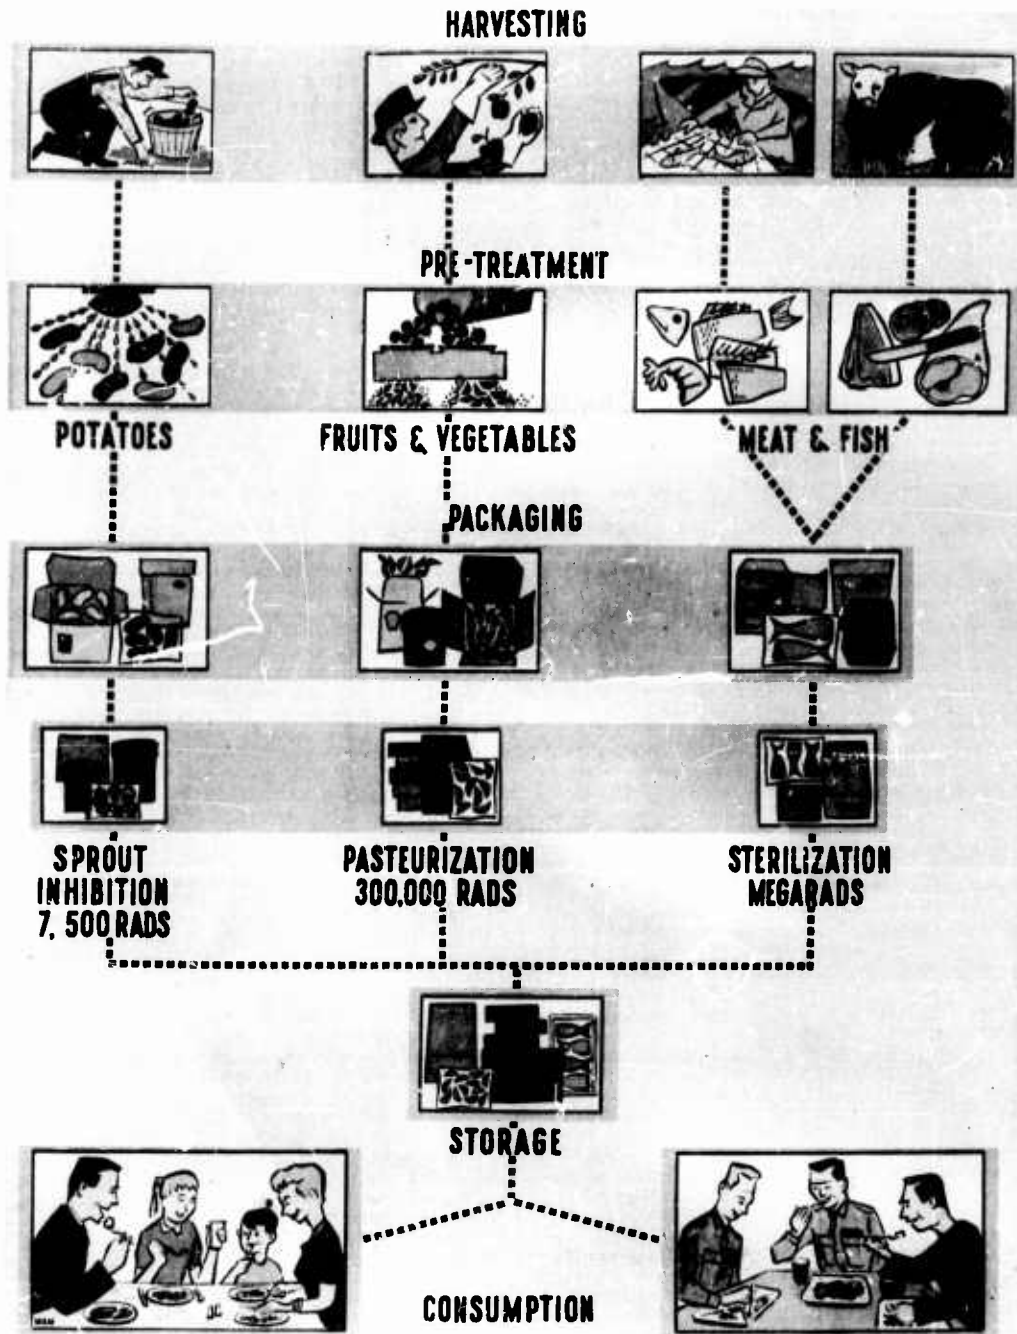 HARVESTING
PRE-TREATMENT
POTATOES
FRUITS & VEGETABLES
MEAT & FISH
PACKAGING
SPROUT
INHIBITION
7, 500 RADS
PASTEURIZATION
300,000 RADS
STERILIZATION
MEGARADS
STORAGE
CONSUMPTION